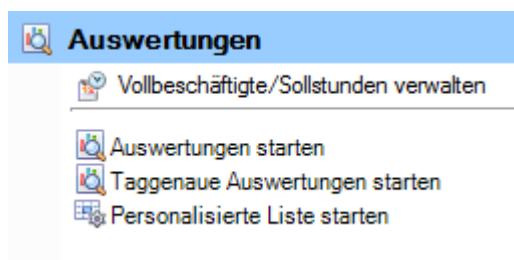 Auswertungen
Vollbeschäftigte/Sollstunden verwalten
Auswertungen starten
Taggenaue Auswertungen starten
Personalisierte Liste starten